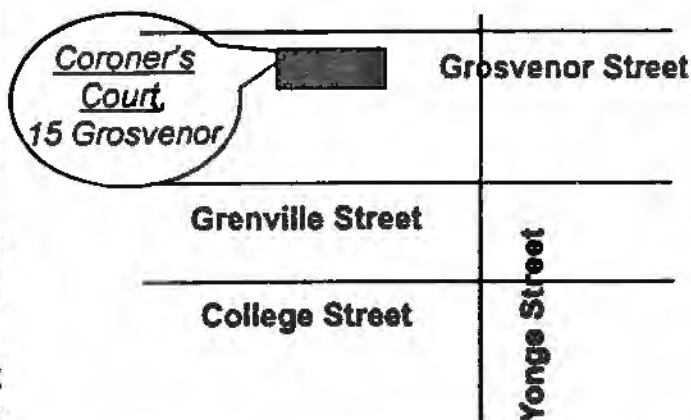 Coroner's
Court,
15 Grosvenor
Grosvenor Street
Grenville Street
College Street
Yonge Street